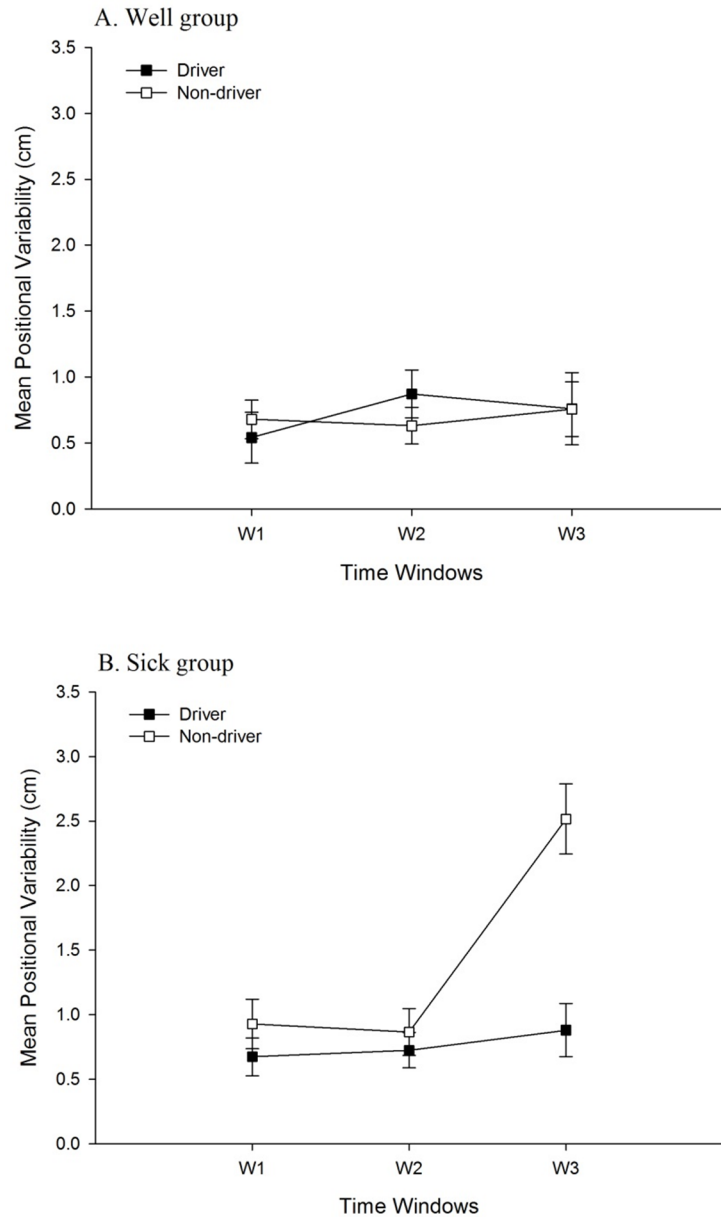 A. Well group
3.5
Driver
Non-driver
3.0
2.5
2.0
1.5
1.0
0.5
0.0
Mean Positional Variability (cm)
W1 W2 W3
Time Windows
B. Sick group
3.5
Driver
Non-driver
3.0
2.5
2.0
1.5
1.0
0.5
0.0
Mean Positional Variability (cm)
W1 W2 W3
Time Windows